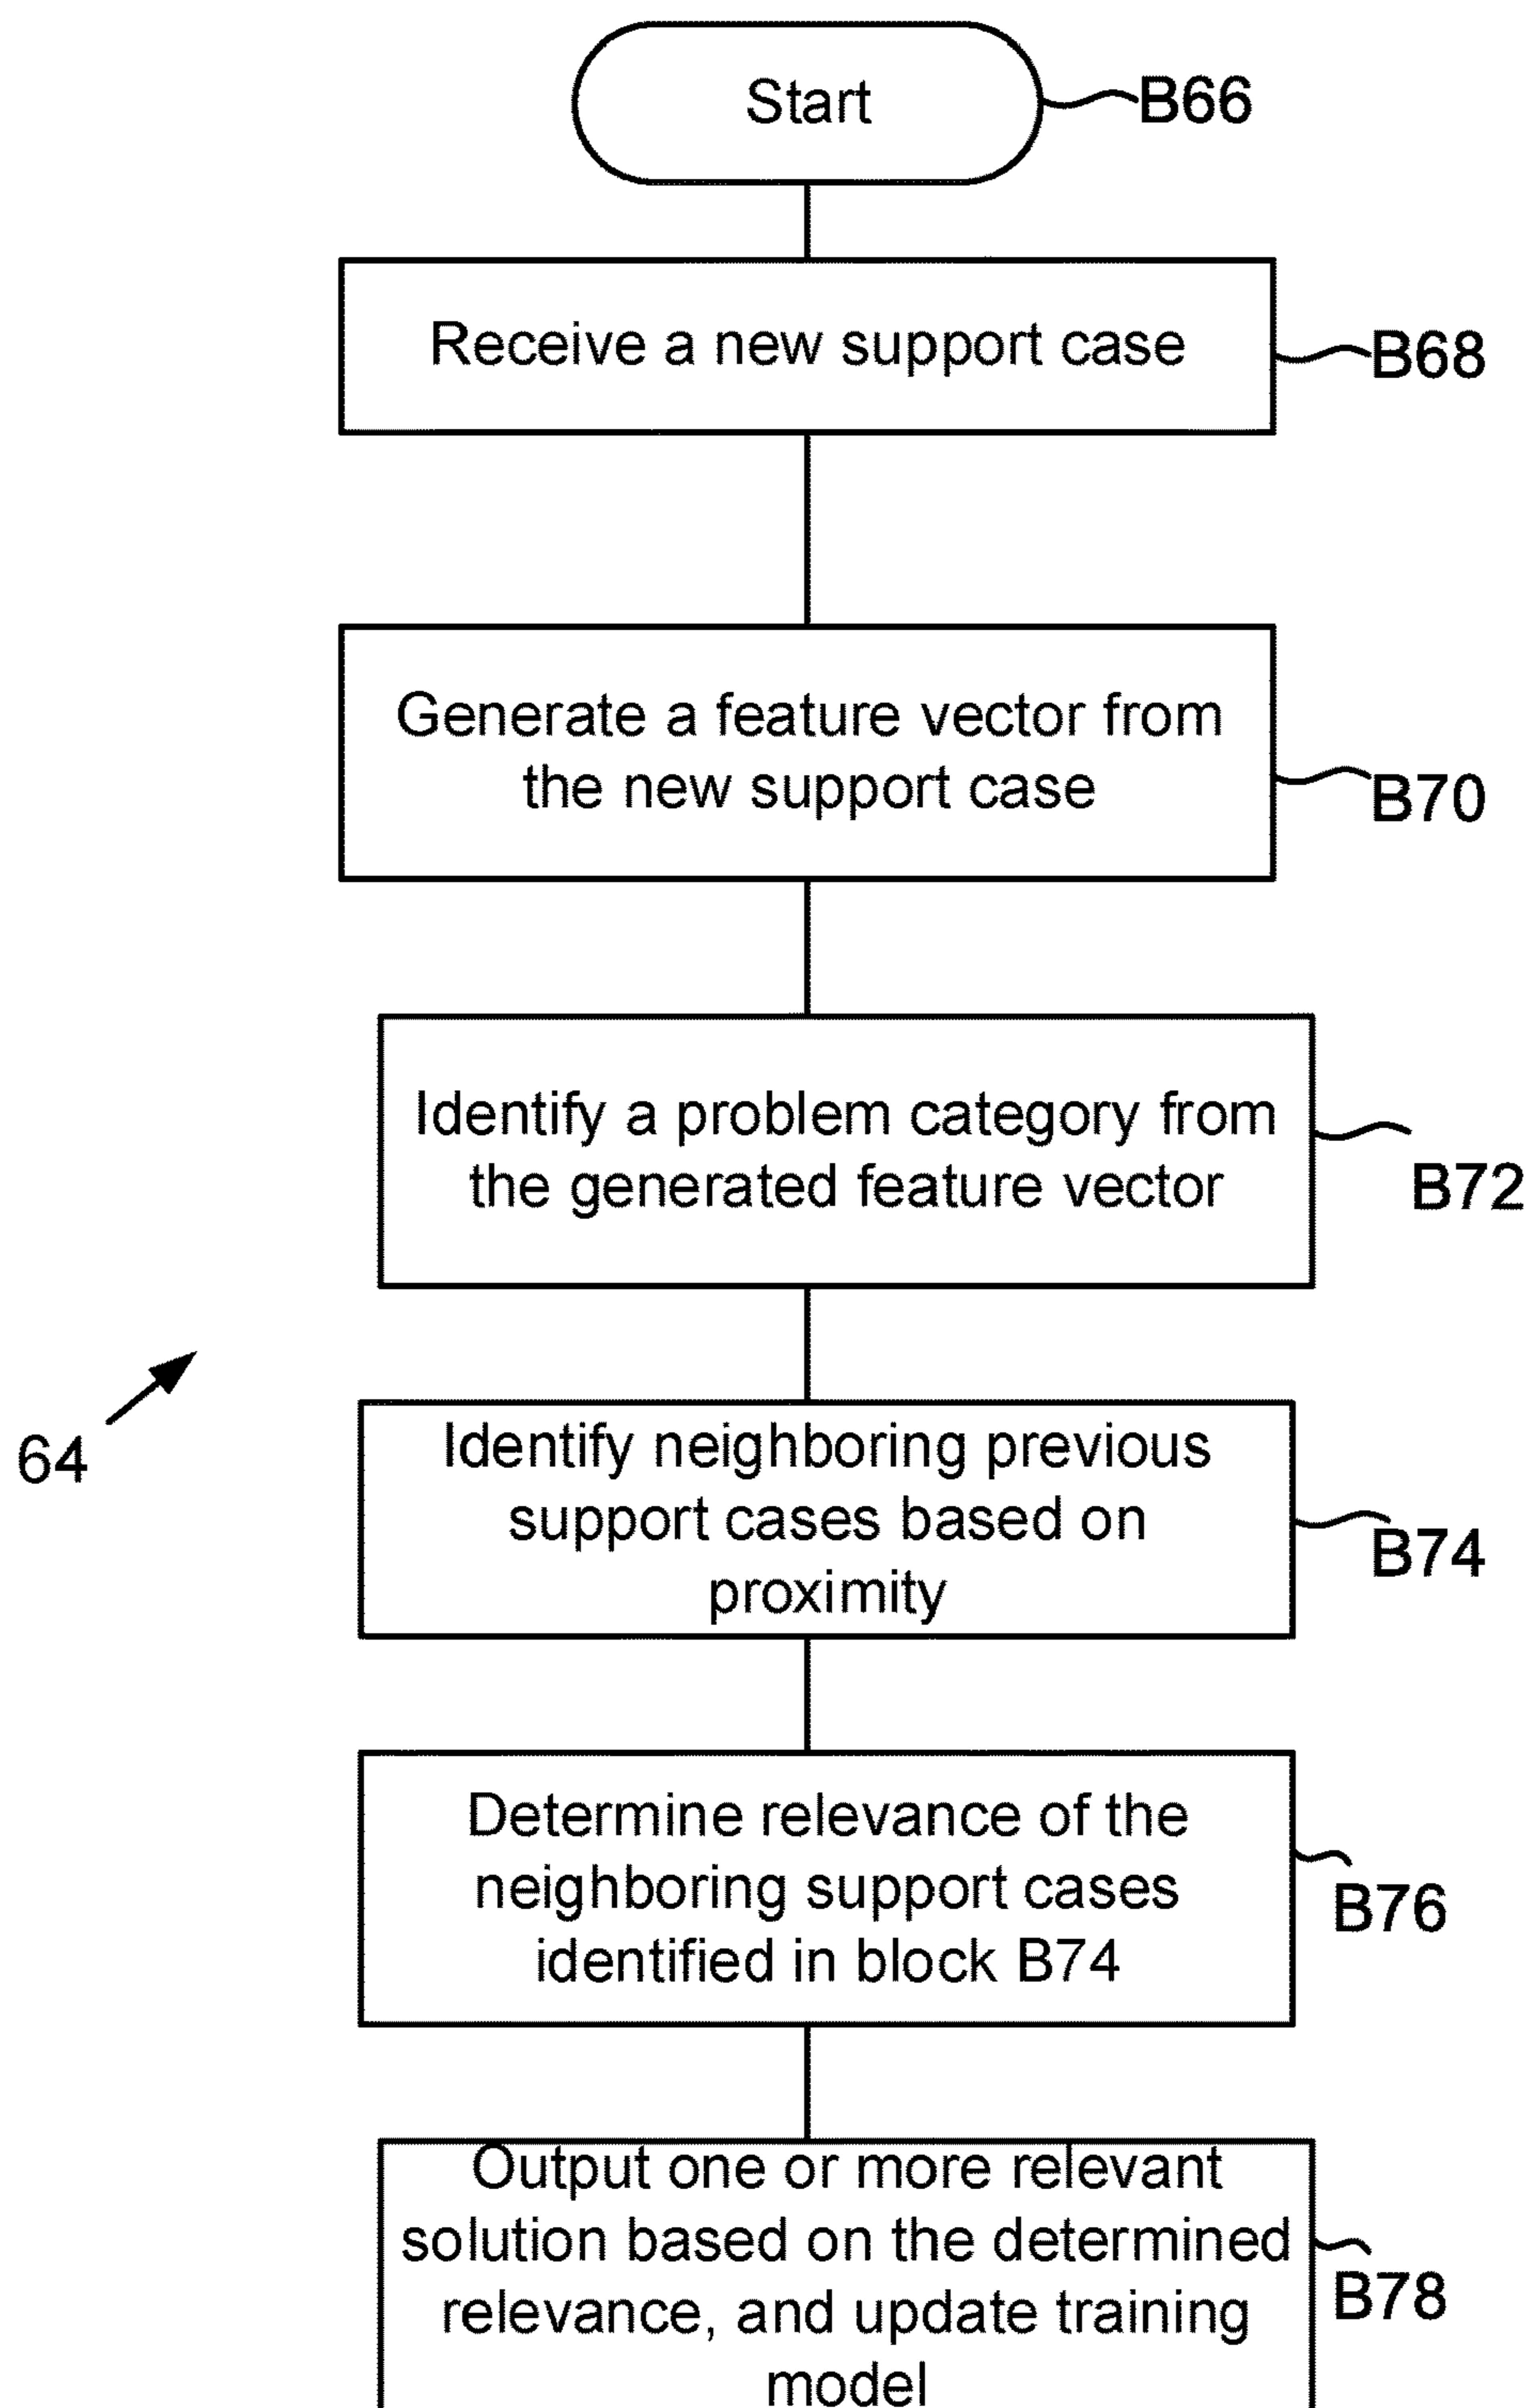 Start
B66
Receive a new support case
B68
Generate a feature vector from
the new support case
B70
Identify a problem category from
the generated feature vector
B72
64
Identify neighboring previous
support cases based on
proximity
B74
Determine relevance of the
neighboring support cases
identified in block B74
B76
Output one or more relevant
solution based on the determined
relevance, and update training
model
B78